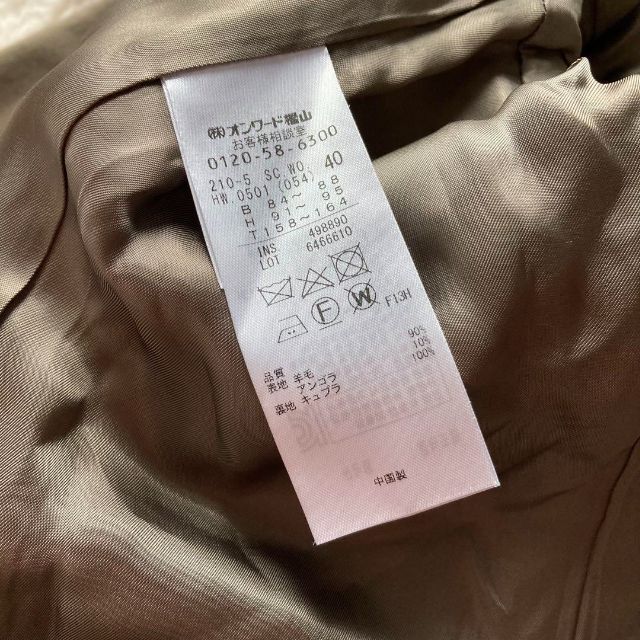 (株)オンワード樫山
お客様相談室
0120-58-6300
210-5 SC.WO. 40
HW.0501(054)
B 84～ 88
H 91～ 95
T 158～164
INS. 498890
LOT 6466610
F W F13H
品質
表地 羊毛 90%
アンゴラ 10%
裏地 キュプラ 100%
中国製